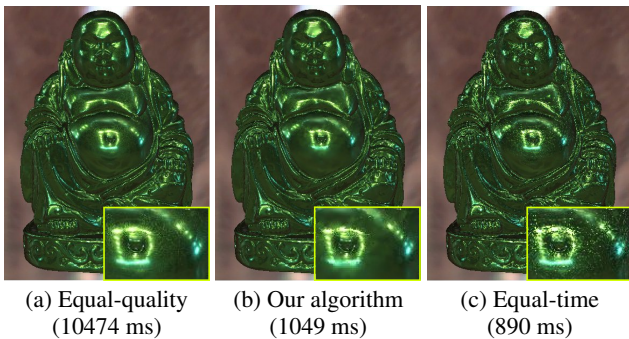 (a) Equal-quality
(10474 ms)
(b) Our algorithm
(1049 ms)
(c) Equal-time
(890 ms)